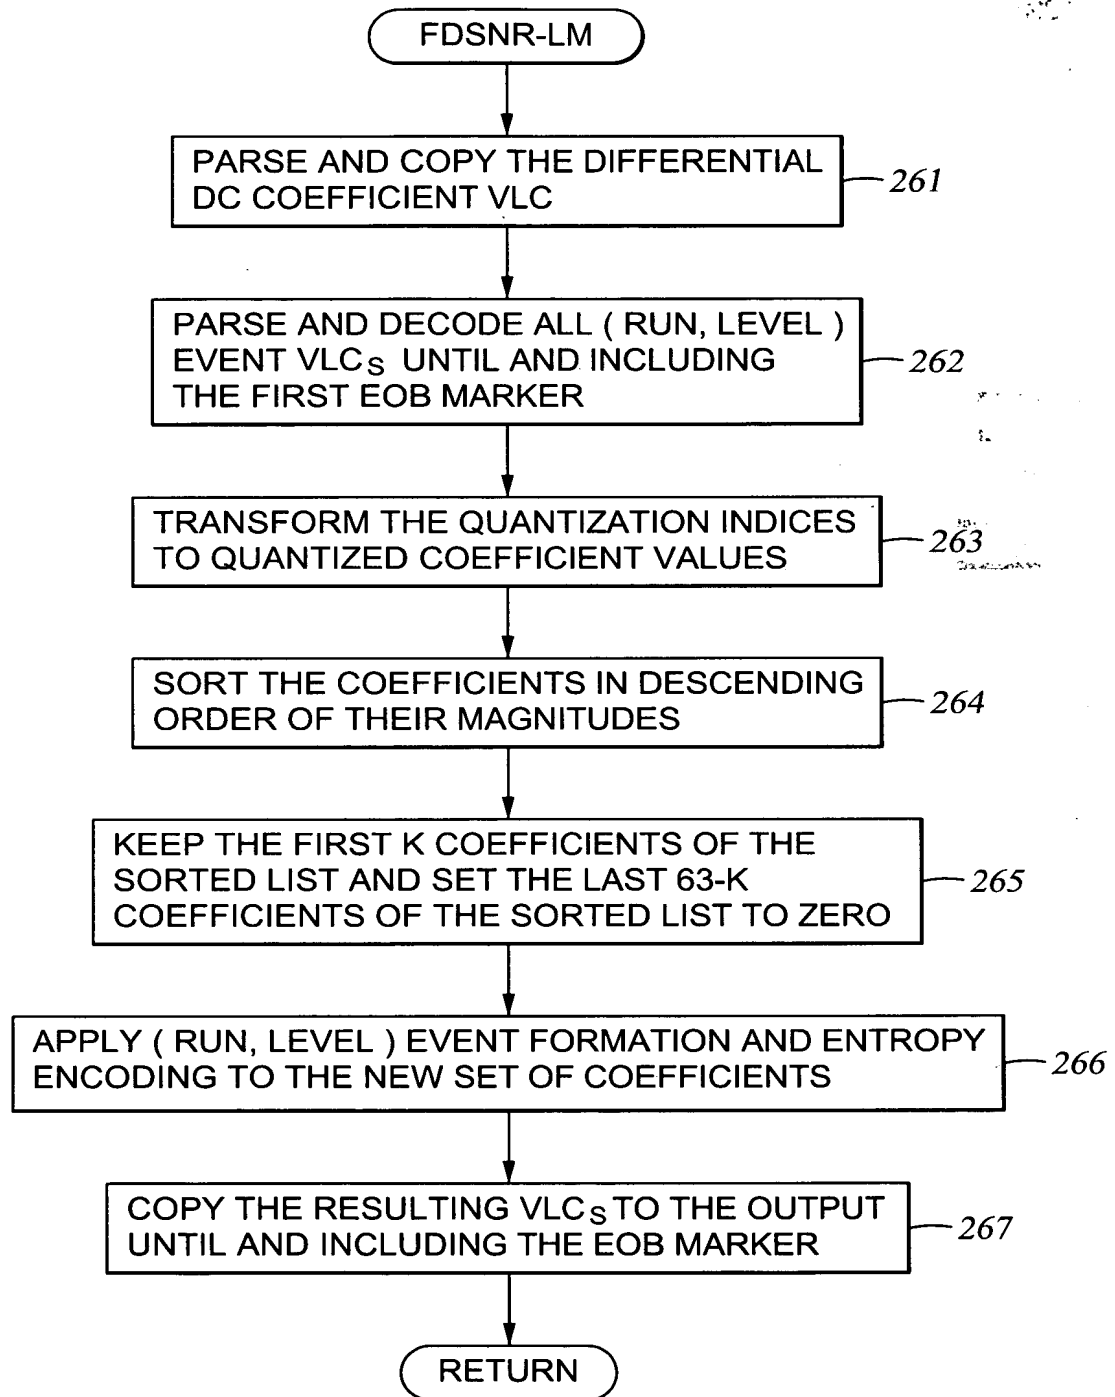 FDSNR-LM
PARSE AND COPY THE DIFFERENTIAL
DC COEFFICIENT VLC
261
PARSE AND DECODE ALL ( RUN, LEVEL )
EVENT VLCS UNTIL AND INCLUDING
THE FIRST EOB MARKER
262
TRANSFORM THE QUANTIZATION INDICES
TO QUANTIZED COEFFICIENT VALUES
263
SORT THE COEFFICIENTS IN DESCENDING
ORDER OF THEIR MAGNITUDES
264
KEEP THE FIRST K COEFFICIENTS OF THE
SORTED LIST AND SET THE LAST 63-K
COEFFICIENTS OF THE SORTED LIST TO ZERO
265
APPLY ( RUN, LEVEL ) EVENT FORMATION AND ENTROPY
ENCODING TO THE NEW SET OF COEFFICIENTS
266
COPY THE RESULTING VLCS TO THE OUTPUT
UNTIL AND INCLUDING THE EOB MARKER
267
RETURN